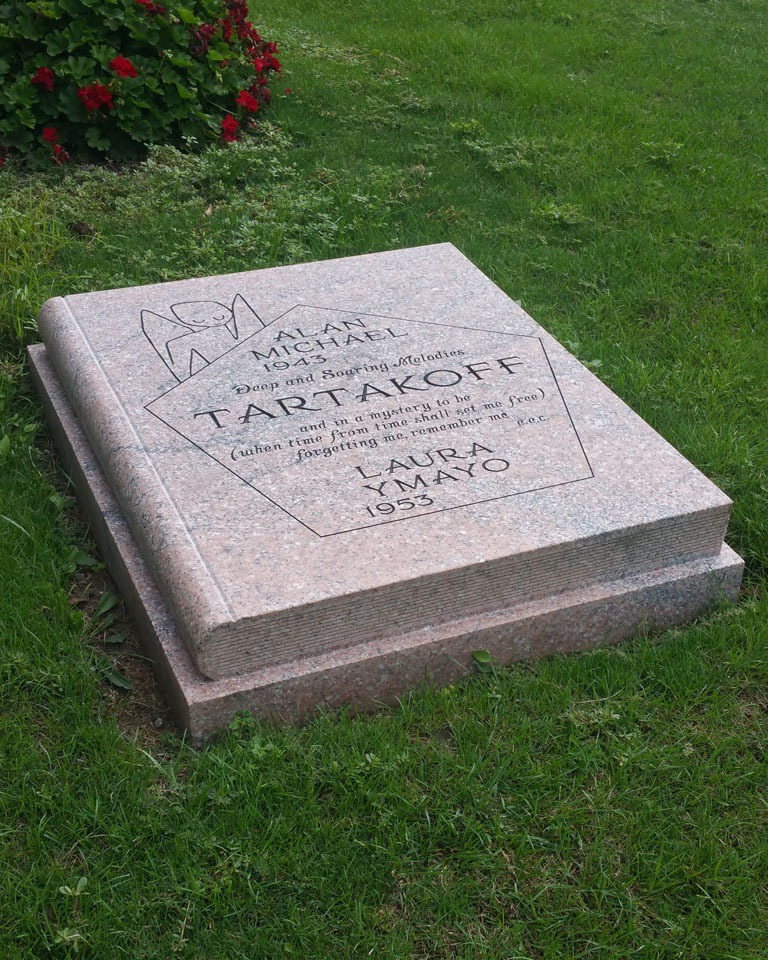 ALAN
MICHAEL
1943
Deep and Soaring Melodies
TARTAKOFF
and in a mystery to be
(when time from time shall set me free)
forgetting me, remember me
e.e.c.
LAURA
YMAYO
1953